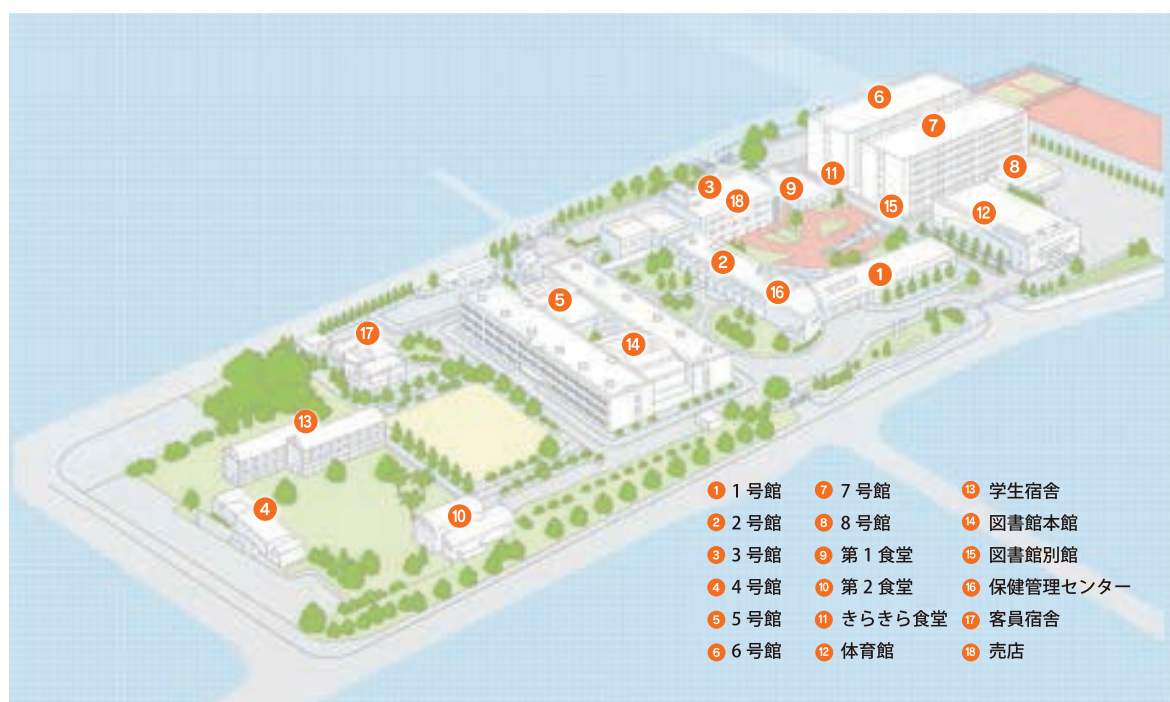 6
7
8
11
9
3
18
15
12
2
1
16
5
14
17
13
4
10
1 1号館
2 2号館
3 3号館
4 4号館
5 5号館
6 6号館
7 7号館
8 8号館
9 第1食堂
10 第2食堂
11 きらきら食堂
12 体育館
13 学生宿舎
14 図書館本館
15 図書館別館
16 保健管理センター
17 客員宿舎
18 売店